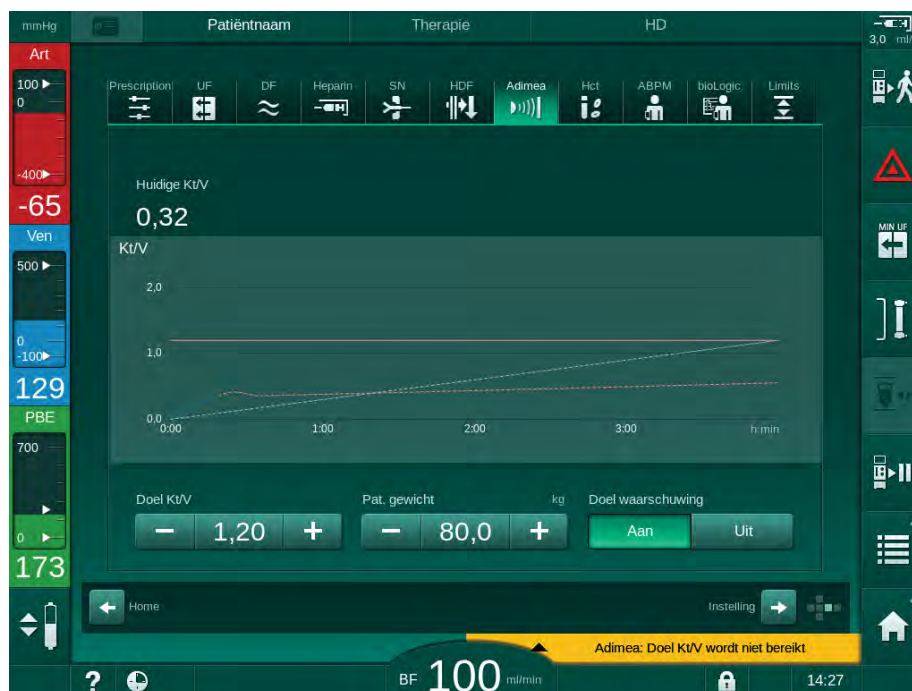 mmHg Patiëntnaam Therapie HD
3,0 ml/
Art
100
0
-400
-65
Ven
500
0
-100
129
PBE
700
0
173
Prescription UF DF Heparin SN HDF Adimea Hct ABPM bioLogic Limits
Huidige Kt/V
0,32
Kt/V
2,0
1,0
0,0
0:00 1:00 2:00 3:00 h:min
Doel Kt/V Pat. gewicht kg Doel waarschuwing
− 1,20 + − 80,0 + Aan Uit
Home Instelling
MIN UF
Adimea: Doel Kt/V wordt niet bereikt
? BF 100 ml/min 14:27